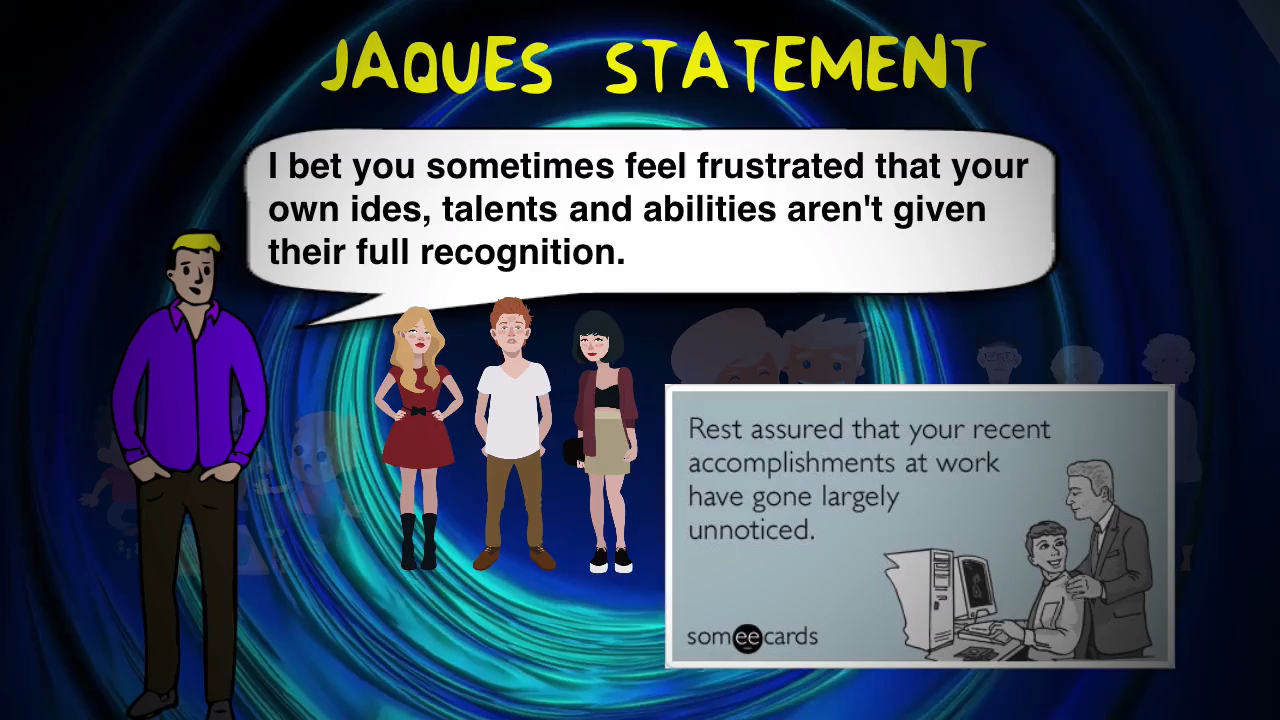 JAQUES STATEMENT
I bet you sometimes feel frustrated that your
own ides, talents and abilities aren't given
their full recognition.
Rest assured that your recent
accomplishments at work
have gone largely
unnoticed.
someecards